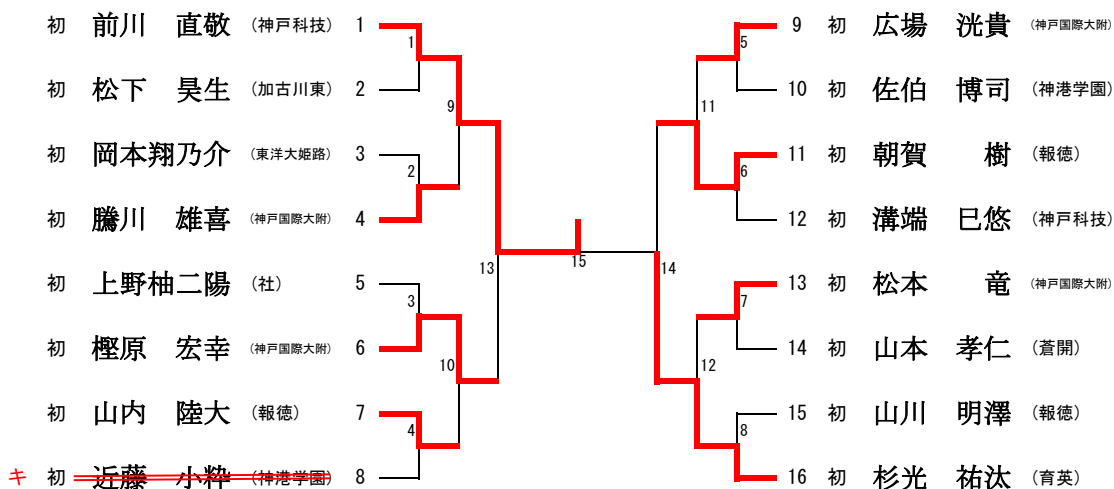 初 前川 直敬 (神戸科技) 1
初 松下 昊生 (加古川東) 2
初 岡本翔乃介 (東洋大姫路) 3
初 騰川 雄喜 (神戸国際大附) 4
初 上野柚二陽 (社) 5
初 樫原 宏幸 (神戸国際大附) 6
初 山内 陸大 (報徳) 7
キ 初 近藤 小粋 (神港学園) 8
1
2
3
4
9
10
13
15
14
11
12
5
6
7
8
9 初 広場 洸貴 (神戸国際大附)
10 初 佐伯 博司 (神港学園)
11 初 朝賀 樹 (報徳)
12 初 溝端 巳悠 (神戸科技)
13 初 松本 竜 (神戸国際大附)
14 初 山本 孝仁 (蒼開)
15 初 山川 明澤 (報徳)
16 初 杉光 祐汰 (育英)